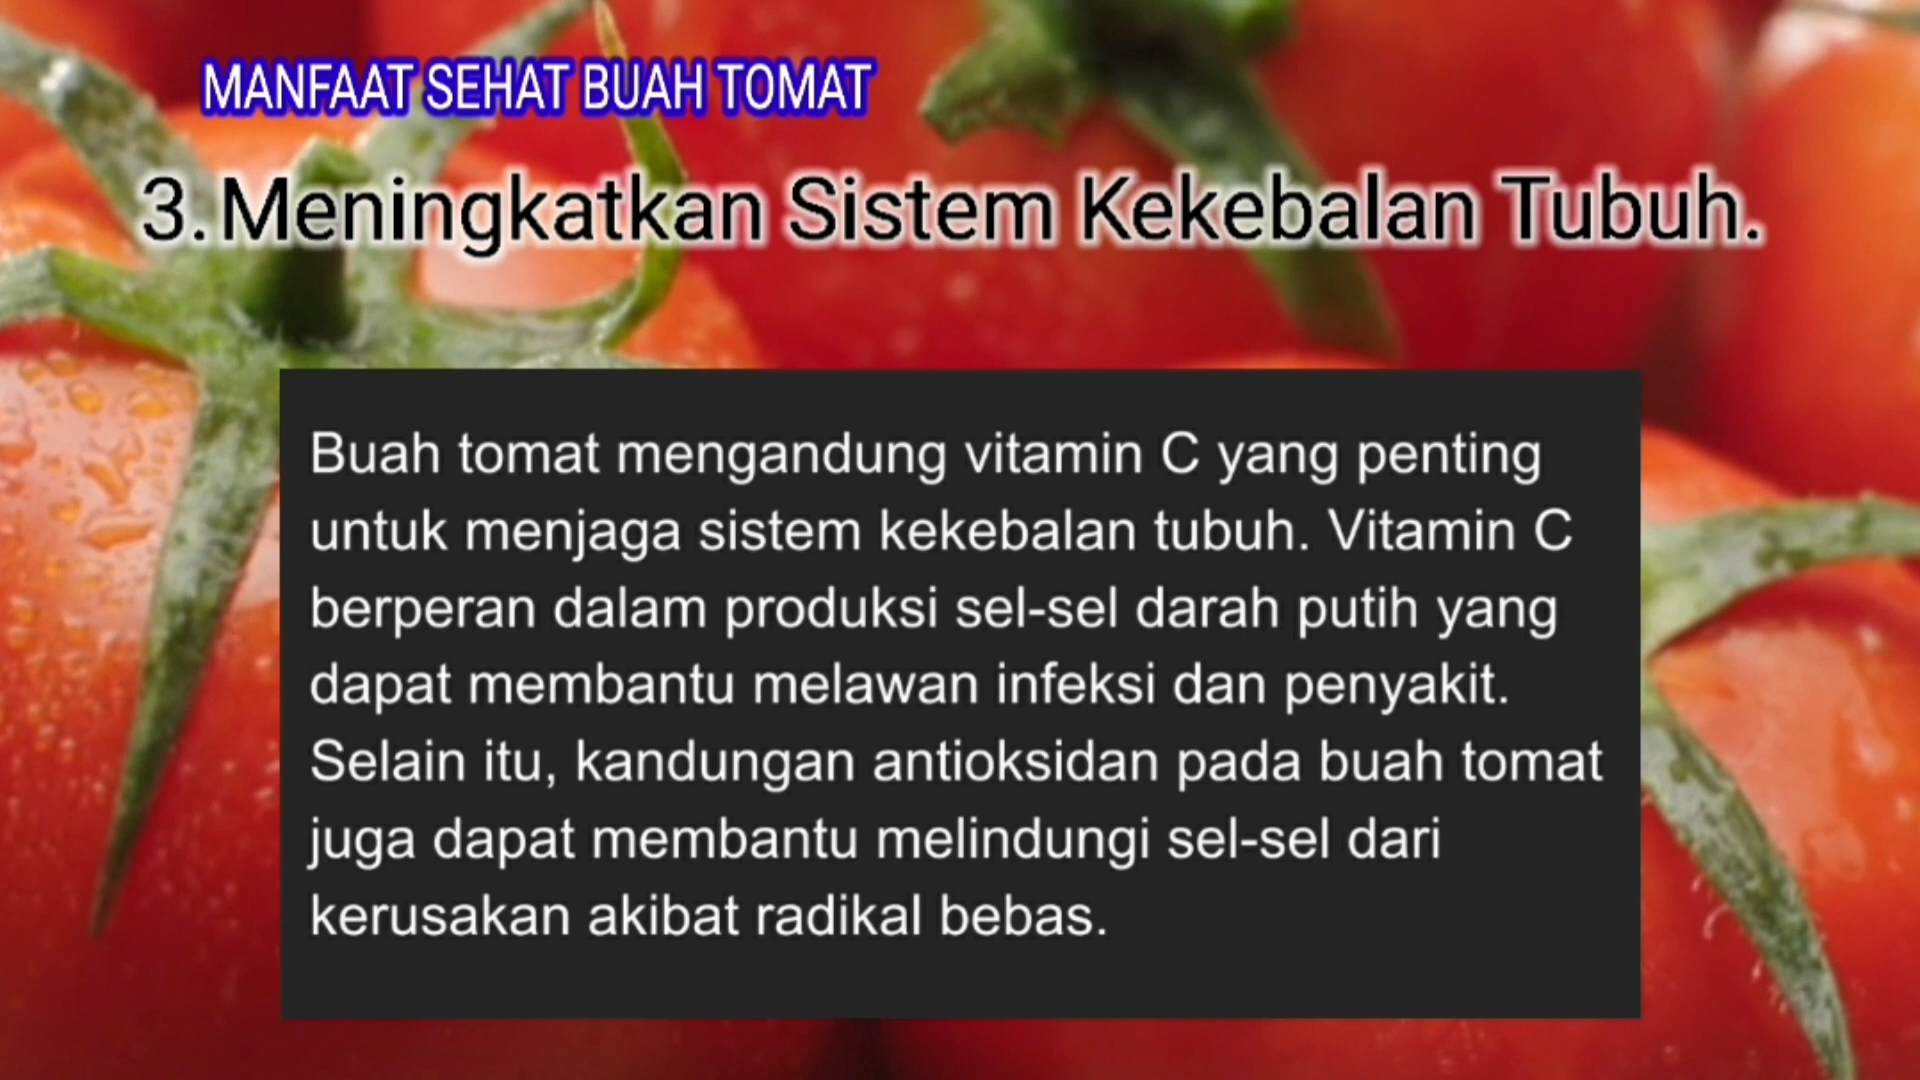 MANFAAT SEHAT BUAH TOMAT
3. Meningkatkan Sistem Kekebalan Tubuh.
Buah tomat mengandung vitamin C yang penting
untuk menjaga sistem kekebalan tubuh. Vitamin C
berperan dalam produksi sel-sel darah putih yang
dapat membantu melawan infeksi dan penyakit.
Selain itu, kandungan antioksidan pada buah tomat
juga dapat membantu melindungi sel-sel dari
kerusakan akibat radikal bebas.